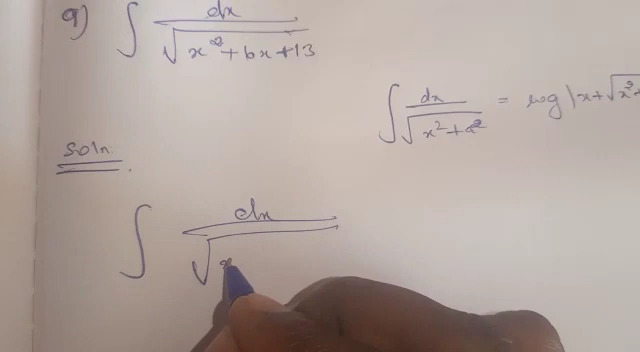 9) ∫ dx / √(x² + 6x + 13)
∫ dx / √(x² + a²) = log |x + √(x² +
Soln.
∫ dx / √(x